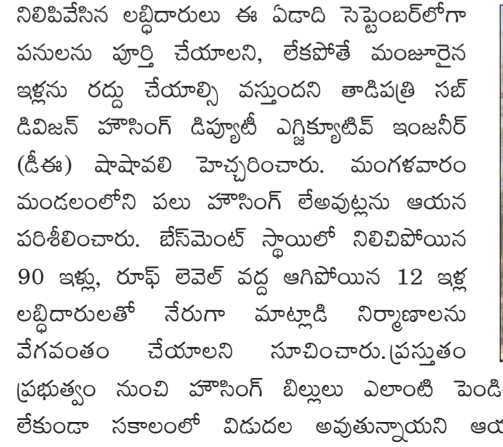 నిలిపివేసిన లబ్ధిదారులు ఈ ఏడాది సెప్టెంబర్‌లోగా
పనులను పూర్తి చేయాలని, లేకపోతే మంజూరైన
ఇళ్లను రద్దు చేయాల్సి వస్తుందని తాడిపత్రి సబ్
డివిజన్ హౌసింగ్ డిప్యూటీ ఎగ్జిక్యూటివ్ ఇంజనీర్
(డీఈ) షాషావలి హెచ్చరించారు. మంగళవారం
మండలంలోని పలు హౌసింగ్ లేఅవుట్లను ఆయన
పరిశీలించారు. బేస్‌మెంట్ స్థాయిలో నిలిచిపోయిన
90 ఇళ్లు, రూఫ్ లెవెల్ వద్ద ఆగిపోయిన 12 ఇళ్ల
లబ్ధిదారులతో నేరుగా మాట్లాడి నిర్మాణాలను
వేగవంతం చేయాలని సూచించారు. ప్రస్తుతం
ప్రభుత్వం నుంచి హౌసింగ్ బిల్లులు ఎలాంటి
లేకుండా సకాలంలో విడుదల అవుతున్నాయని